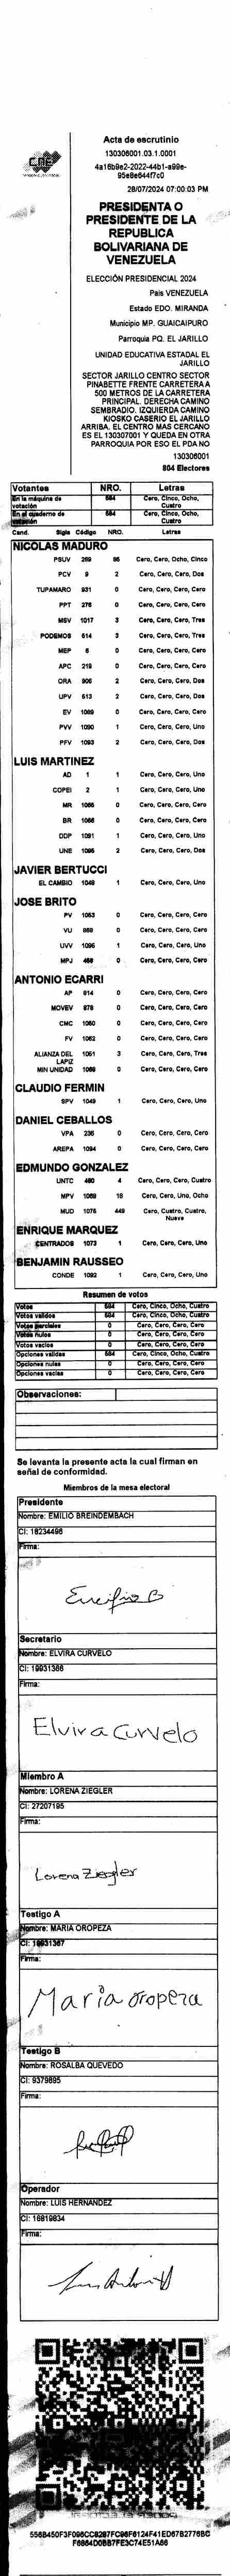 CNE
Acta de escrutinio
130306001.03.1.0001
4a16b9e2-2022-44b1-a99e-
95e8e644f7c0
28/07/2024 07:00:03 PM
PRESIDENTA O
PRESIDENTE DE LA
REPUBLICA
BOLIVARIANA DE
VENEZUELA
ELECCIÓN PRESIDENCIAL 2024
Pais VENEZUELA
Estado EDO. MIRANDA
Municipio MP. GUAICAIPURO
Parroquia PQ. EL JARILLO
UNIDAD EDUCATIVA ESTADAL EL
JARILLO
SECTOR JARILLO CENTRO SECTOR
PINABETTE FRENTE CARRETERA A
500 METROS DE LA CARRETERA
PRINCIPAL. DERECHA CAMINO
SEMBRADIO. IZQUIERDA CAMINO
KIOSKO CASERIO EL JARILLO
ARRIBA. EL CENTRO MAS CERCANO
ES EL 130307001 Y QUEDA EN OTRA
PARROQUIA POR ESO EL PDA NO
130306001
804 Electores
Votantes NRO. Letras
En la máquina de votación 584 Cero, Cinco, Ocho, Cuatro
En el cuaderno de votación 584 Cero, Cinco, Ocho, Cuatro
Cand. Sigla Código NRO. Letras
NICOLAS MADURO
PSUV 269 85 Cero, Cero, Ocho, Cinco
PCV 9 2 Cero, Cero, Cero, Dos
TUPAMARO 931 0 Cero, Cero, Cero, Cero
PPT 276 0 Cero, Cero, Cero, Cero
MSV 1017 3 Cero, Cero, Cero, Tres
PODEMOS 614 3 Cero, Cero, Cero, Tres
MEP 6 0 Cero, Cero, Cero, Cero
APC 219 0 Cero, Cero, Cero, Cero
ORA 906 2 Cero, Cero, Cero, Dos
UPV 613 2 Cero, Cero, Cero, Dos
EV 1089 0 Cero, Cero, Cero, Cero
PVV 1090 1 Cero, Cero, Cero, Uno
PFV 1093 2 Cero, Cero, Cero, Dos
LUIS MARTINEZ
AD 1 1 Cero, Cero, Cero, Uno
COPEI 2 1 Cero, Cero, Cero, Uno
MR 1065 0 Cero, Cero, Cero, Cero
BR 1066 0 Cero, Cero, Cero, Cero
DDP 1091 1 Cero, Cero, Cero, Uno
UNE 1095 2 Cero, Cero, Cero, Dos
JAVIER BERTUCCI
EL CAMBIO 1048 1 Cero, Cero, Cero, Uno
JOSE BRITO
PV 1053 0 Cero, Cero, Cero, Cero
VU 869 0 Cero, Cero, Cero, Cero
UVV 1096 1 Cero, Cero, Cero, Uno
MPJ 468 0 Cero, Cero, Cero, Cero
ANTONIO ECARRI
AP 814 0 Cero, Cero, Cero, Cero
MOVEV 878 0 Cero, Cero, Cero, Cero
CMC 1060 0 Cero, Cero, Cero, Cero
FV 1062 0 Cero, Cero, Cero, Cero
ALIANZA DEL LAPIZ 1051 3 Cero, Cero, Cero, Tres
MIN UNIDAD 1069 0 Cero, Cero, Cero, Cero
CLAUDIO FERMIN
SPV 1049 1 Cero, Cero, Cero, Uno
DANIEL CEBALLOS
VPA 236 0 Cero, Cero, Cero, Cero
AREPA 1094 0 Cero, Cero, Cero, Cero
EDMUNDO GONZALEZ
UNTC 480 4 Cero, Cero, Cero, Cuatro
MPV 1069 18 Cero, Cero, Uno, Ocho
MUD 1076 449 Cero, Cuatro, Cuatro, Nueve
ENRIQUE MARQUEZ
CENTRADOS 1073 1 Cero, Cero, Cero, Uno
BENJAMIN RAUSSEO
CONDE 1092 1 Cero, Cero, Cero, Uno
Resumen de votos
Votos 584 Cero, Cinco, Ocho, Cuatro
Votos validos 584 Cero, Cinco, Ocho, Cuatro
Votos parciales 0 Cero, Cero, Cero, Cero
Votos nulos 0 Cero, Cero, Cero, Cero
Votos vacios 0 Cero, Cero, Cero, Cero
Opciones validas 584 Cero, Cinco, Ocho, Cuatro
Opciones nulas 0 Cero, Cero, Cero, Cero
Opciones vacias 0 Cero, Cero, Cero, Cero
Observaciones:
Se levanta la presente acta la cual firman en
señal de conformidad.
Miembros de la mesa electoral
Presidente
Nombre: EMILIO BREINDEMBACH
CI: 16234496
Firma:
Secretario
Nombre: ELVIRA CURVELO
CI: 19931366
Firma:
Elvira Curvelo
Miembro A
Nombre: LORENA ZIEGLER
CI: 27207195
Firma:
Lorena Ziegler
Testigo A
Nombre: MARIA OROPEZA
CI: 19931367
Firma:
Maria oropeza
Testigo B
Nombre: ROSALBA QUEVEDO
CI: 9379895
Firma:
Operador
Nombre: LUIS HERNANDEZ
CI: 16819834
Firma: